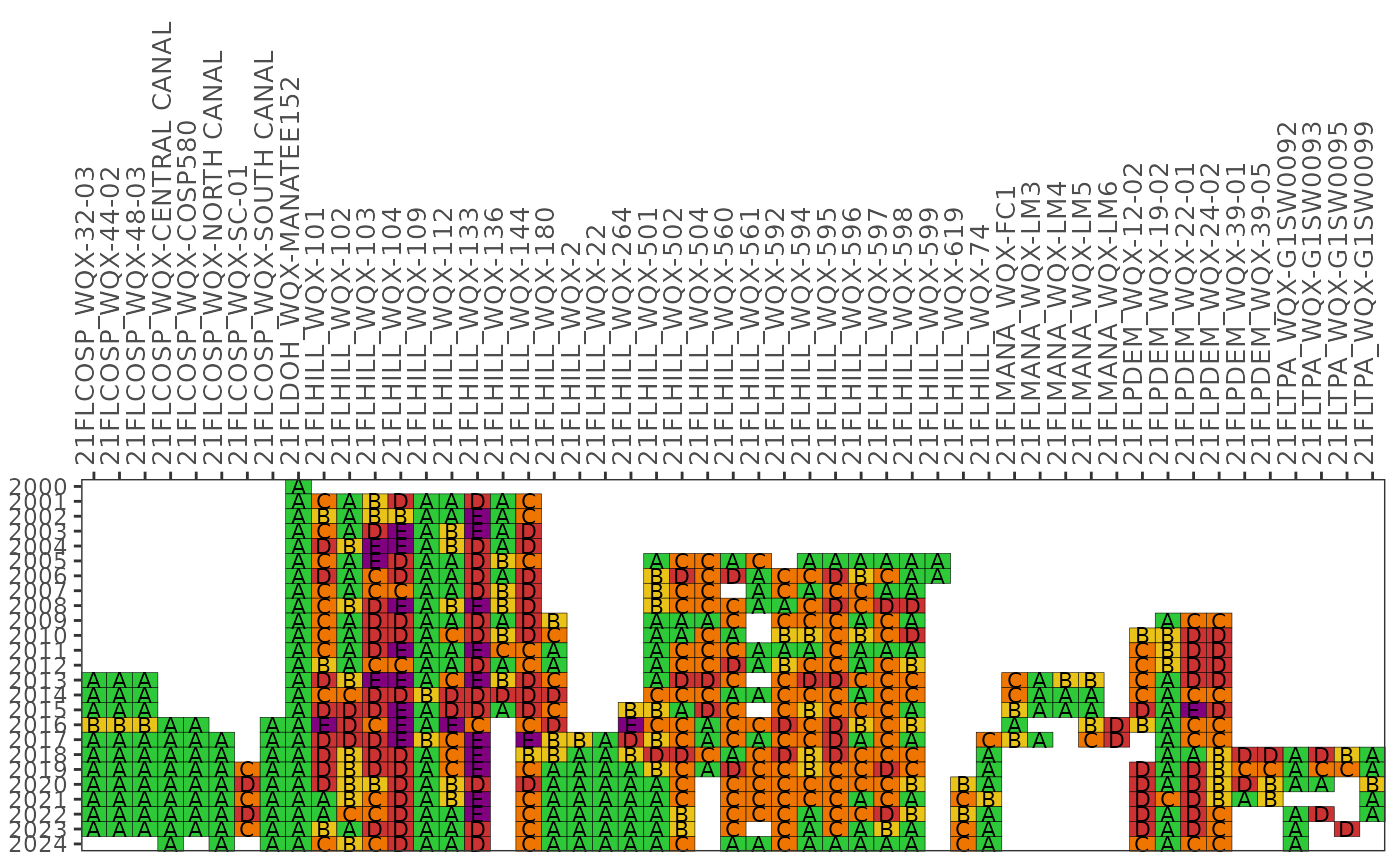 21FLCOSP_WQX-32-03
21FLCOSP_WQX-44-02
21FLCOSP_WQX-48-03
21FLCOSP_WQX-CENTRAL CANAL
21FLCOSP_WQX-COSP580
21FLCOSP_WQX-NORTH CANAL
21FLCOSP_WQX-SC-01
21FLCOSP_WQX-SOUTH CANAL
21FLDOH_WQX-MANATEE152
21FLHILL_WQX-101
21FLHILL_WQX-102
21FLHILL_WQX-103
21FLHILL_WQX-104
21FLHILL_WQX-109
21FLHILL_WQX-112
21FLHILL_WQX-133
21FLHILL_WQX-136
21FLHILL_WQX-144
21FLHILL_WQX-180
21FLHILL_WQX-2
21FLHILL_WQX-22
21FLHILL_WQX-264
21FLHILL_WQX-501
21FLHILL_WQX-502
21FLHILL_WQX-504
21FLHILL_WQX-560
21FLHILL_WQX-561
21FLHILL_WQX-592
21FLHILL_WQX-594
21FLHILL_WQX-595
21FLHILL_WQX-596
21FLHILL_WQX-597
21FLHILL_WQX-598
21FLHILL_WQX-599
21FLHILL_WQX-619
21FLHILL_WQX-74
21FLMANA_WQX-FC1
21FLMANA_WQX-LM3
21FLMANA_WQX-LM4
21FLMANA_WQX-LM5
21FLMANA_WQX-LM6
21FLPDEM_WQX-12-02
21FLPDEM_WQX-19-02
21FLPDEM_WQX-22-01
21FLPDEM_WQX-24-02
21FLPDEM_WQX-39-01
21FLPDEM_WQX-39-05
21FLTPA_WQX-G1SW0092
21FLTPA_WQX-G1SW0093
21FLTPA_WQX-G1SW0095
21FLTPA_WQX-G1SW0099
2000 A
2001 A C A B D A A D A C
2002 A B A B B A A E A C
2003 A C A D E A B E A D
2004 A D B E E A B D A D
2005 A C A E D A A D B C A C C A C A A A A A A
2006 A D A C D A A D A D B D C D A C C D B C A A
2007 A C A C C A A D B D B C C A C A C A A
2008 A C B D E A B E B D B C C C A A C D C D D
2009 A C A D D A A D A D B A A A C C C C A C A A C C
2010 A C A D D A C D B D C A C C A B B C B C D B B D D
2011 A C A D E A A E C C A A C C C A A A A A A A C B D D
2012 A B A C C A A E A C A A C C D A B C C A C B C B D D
2013 A A A A D B E E A C E B D A A D D C C C C A C C C A B B C A D D
2014 A A A A C C D D B D D D D D C C C A A C C C A C C C A A A C A C C
2015 A A A A D D D E A D D A D C B B A D C C B C C C A B A A A C A E D
2016 B B B A A A A E D C E A E C C D E C C A C C D C D B C B A B D B A C C
2017 A A A A A A A A D D D E B C E E B B A D B C A C A C C D A C A C B A C D C A C C
2018 A A A A A A A A D B D D A C E B B A A A B D D A C C D B D C C A A A C C B D D A D B A
2019 A A A A A A C A A D B D D A C E C A A A A B C A D C C B C C D C A D A D B C C A C C A
2020 A A A A A A D A A D B B D A B D D A A A A A C C C C C C C C B B A D A D B D B A A B
2021 A A A A A A C A A A B C D A B E C A A A A A C C C C C C A C A C B D C D B A B A
2022 A A A A A A D A A A C C D A A E C A A A A A B C C C A C C D B B A D A D C A D A
2023 A A A A A A C A A B A D D A A D C A A A A A B C C C A C B A C A D A D C A D
2024 A A A A C B C D A A D C A A A A A B C C C A A A A A C A C A C C A